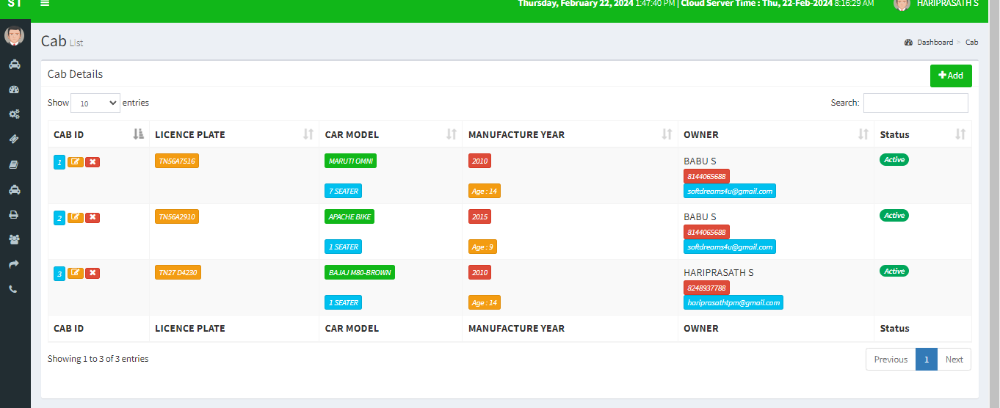 ST
Thursday, February 22, 2024 1:47:40 PM | Cloud Server Time : Thu, 22-Feb-2024 8:16:29 AM HARIPRASATH S
Cab List
Dashboard > Cab
Cab Details
Add
Show 10 entries
Search:
CAB ID LICENCE PLATE CAR MODEL MANUFACTURE YEAR OWNER Status
1 TN56A7516 MARUTI OMNI 2010 BABU S Active
8144065688
7 SEATER Age : 14 softdreams4u@gmail.com
2 TN56A2910 APACHE BIKE 2015 BABU S Active
8144065688
1 SEATER Age : 9 softdreams4u@gmail.com
3 TN27 D4230 BAJAJ M80-BROWN 2010 HARIPRASATH S Active
8248937788
1 SEATER Age : 14 hariprasathtpm@gmail.com
CAB ID LICENCE PLATE CAR MODEL MANUFACTURE YEAR OWNER Status
Showing 1 to 3 of 3 entries
Previous 1 Next